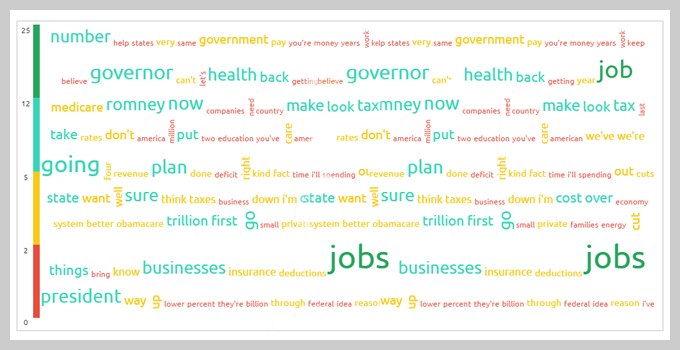 25
number help states very same government pay you're money years work help states very same government pay you're money years work keep
believe governor can't let's health back getting believe governor can't health back getting year job
12
medicare romney now companies need country make look tax mney now companies need country make look tax last
take rates don't america million put two education you've care amer rates don't america million put two education you've care american we've we're
5
going four revenue plan done deficit right kind fact time i'll spending ou revenue plan done deficit right kind fact time i'll spending out cuts
state want well sure think taxes business down i'm c state want well sure think taxes business down i'm cost over economy
system better obamacare trillion first go small private system better obamacare trillion first go small private families energy cut
2
things bring know businesses insurance deductions jobs businesses insurance deductions jobs
president way up lower percent they're billion through federal idea reaso way up lower percent they're billion through federal idea reason i've
0